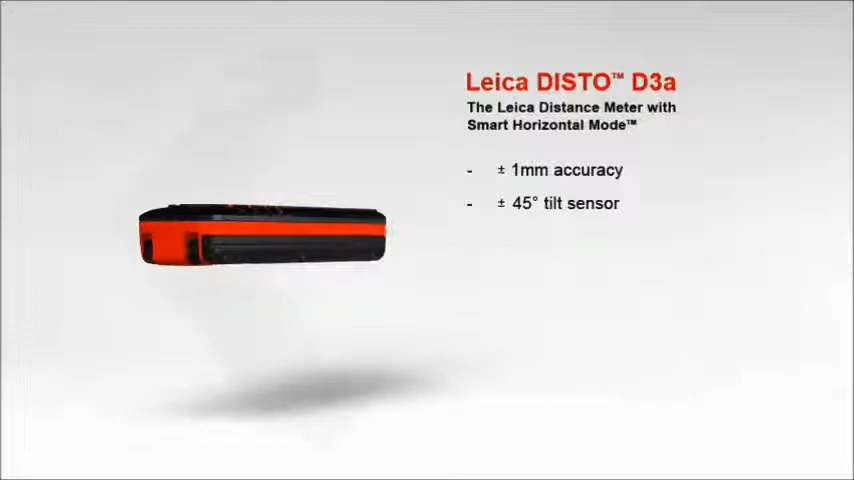 Leica DISTO™ D3a
The Leica Distance Meter with
Smart Horizontal Mode™
- ± 1mm accuracy
- ± 45° tilt sensor